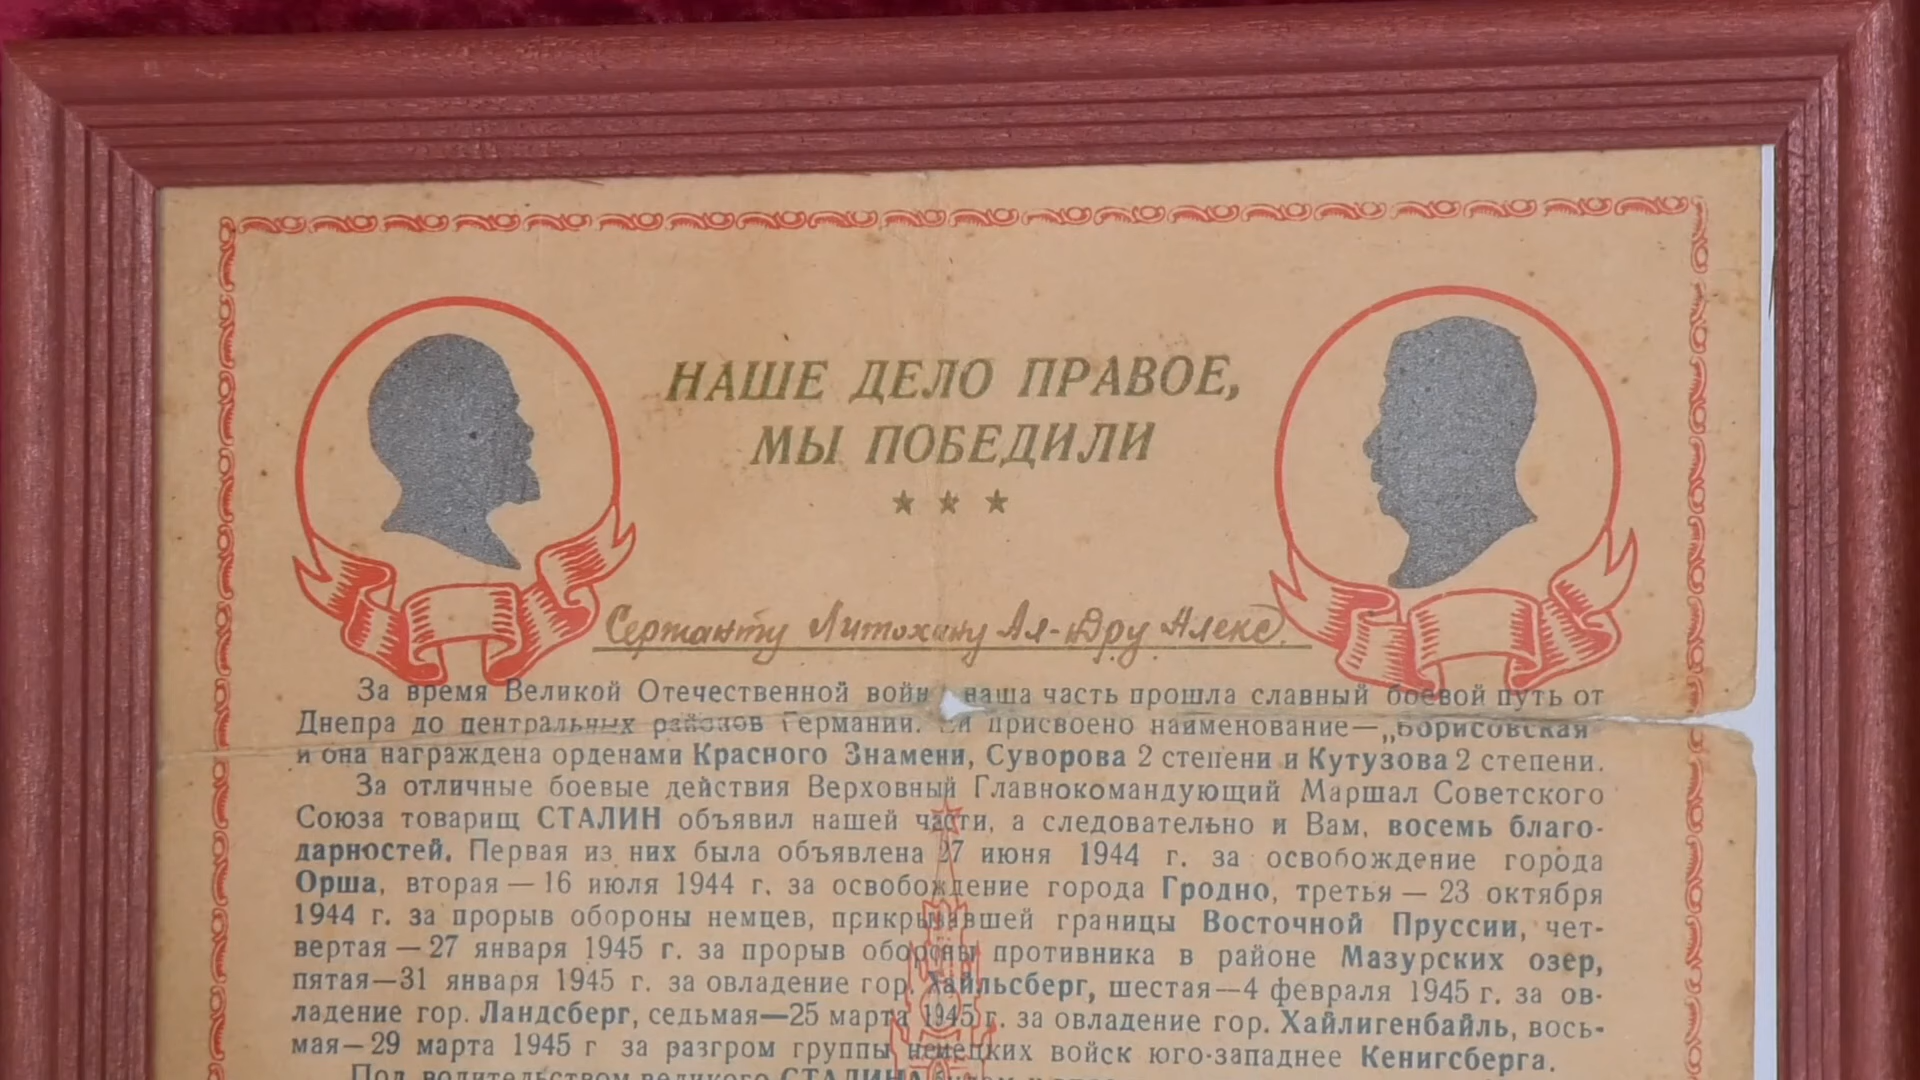 НАШЕ ДЕЛО ПРАВОЕ,
МЫ ПОБЕДИЛИ
Сержанту Литохину Ал-ндру Алекс.
За время Великой Отечественной войн наша часть прошла славный боевой путь от
Днепра до центральных районов Германии. присвоено наименование—„Борисовская
и она награждена орденами Красного Знамени, Суворова 2 степени и Кутузова 2 степени.
За отличные боевые действия Верховный Главнокомандующий Маршал Советского
Союза товарищ СТАЛИН объявил нашей части, а следовательно и Вам, восемь благо-
дарностей. Первая из них была объявлена 27 июня 1944 г. за освобождение города
Орша, вторая — 16 июля 1944 г. за освобождение города Гродно, третья — 23 октября
1944 г. за прорыв обороны немцев, прикрывавшей границы Восточной Пруссии, чет-
вертая — 27 января 1945 г. за прорыв обороны противника в районе Мазурских озер,
пятая—31 января 1945 г. за овладение гор. Хайльсберг, шестая—4 февраля 1945 г. за ов-
ладение гор. Ландсберг, седьмая—25 марта 1945 г. за овладение гор. Хайлигенбайль, вось-
мая—29 марта 1945 г за разгром группы немецких войск юго-западнее Кенигсберга.
Под водительством великого СТАЛИНА